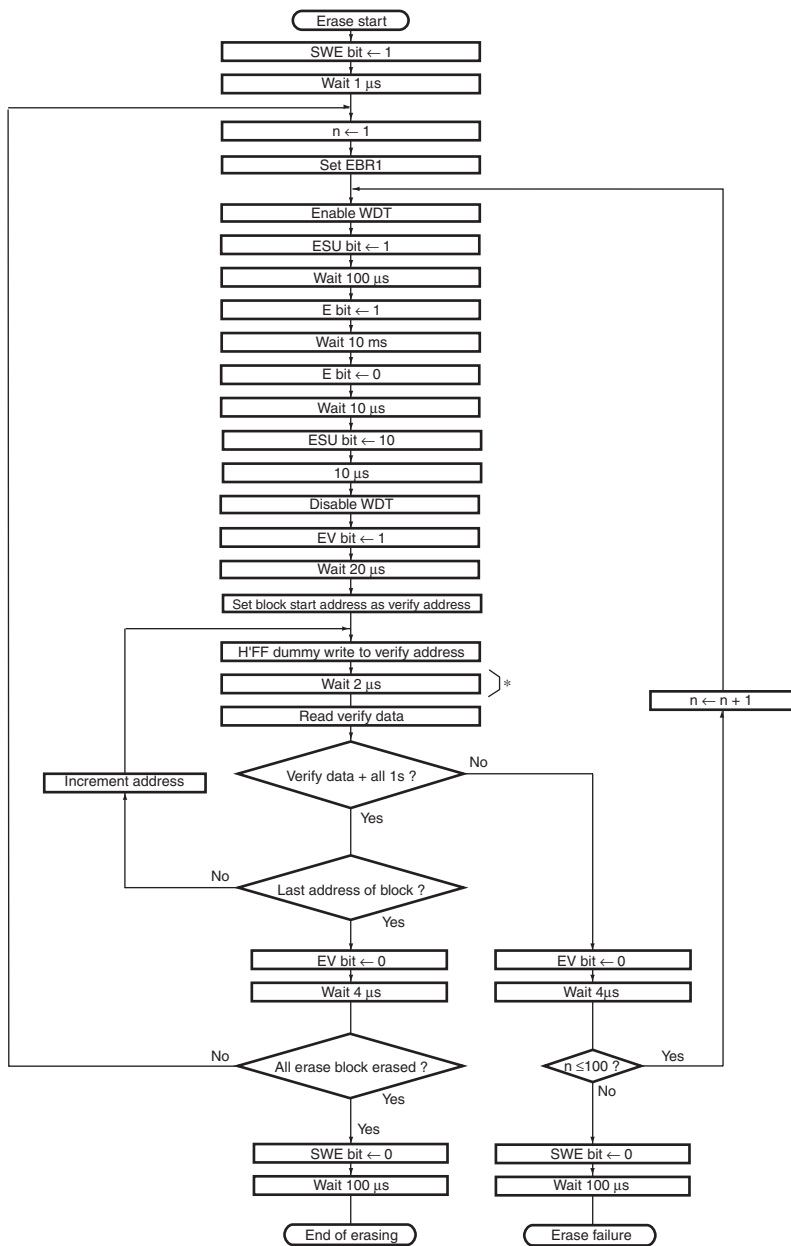 Erase start
SWE bit ← 1
Wait 1 µs
n ← 1
Set EBR1
Enable WDT
ESU bit ← 1
Wait 100 µs
E bit ← 1
Wait 10 ms
E bit ← 0
Wait 10 µs
ESU bit ← 10
10 µs
Disable WDT
EV bit ← 1
Wait 20 µs
Set block start address as verify address
H'FF dummy write to verify address
Wait 2 µs
*
n ← n + 1
Read verify data
Increment address
Verify data + all 1s ?
No
Yes
No
Last address of block ?
Yes
EV bit ← 0
EV bit ← 0
Wait 4 µs
Wait 4µs
No
All erase block erased ?
n ≤100 ?
Yes
Yes
No
Yes
SWE bit ← 0
SWE bit ← 0
Wait 100 µs
Wait 100 µs
End of erasing
Erase failure